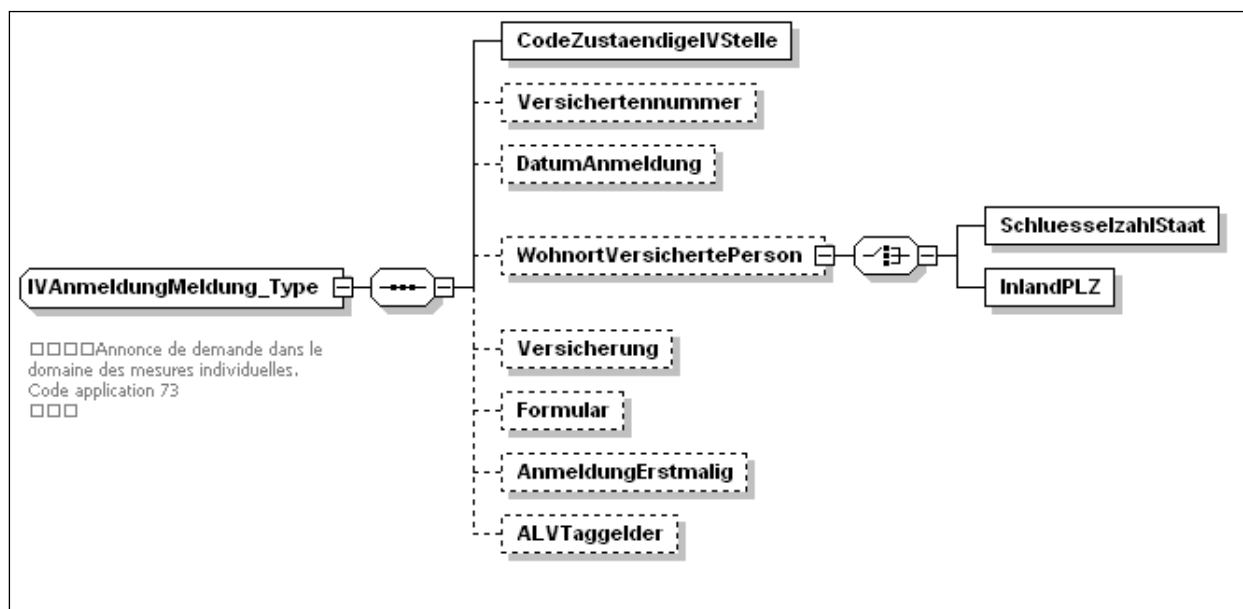 CodeZustaendigeIVStelle
Versichertennummer
DatumAnmeldung
WohnortVersichertePerson
SchluesselzahlStaat
InlandPLZ
IVAnmeldungMeldung_Type
□□□□Annonce de demande dans le
domaine des mesures individuelles.
Code application 73
□□□
Versicherung
Formular
AnmeldungErstmalig
ALVTaggelder